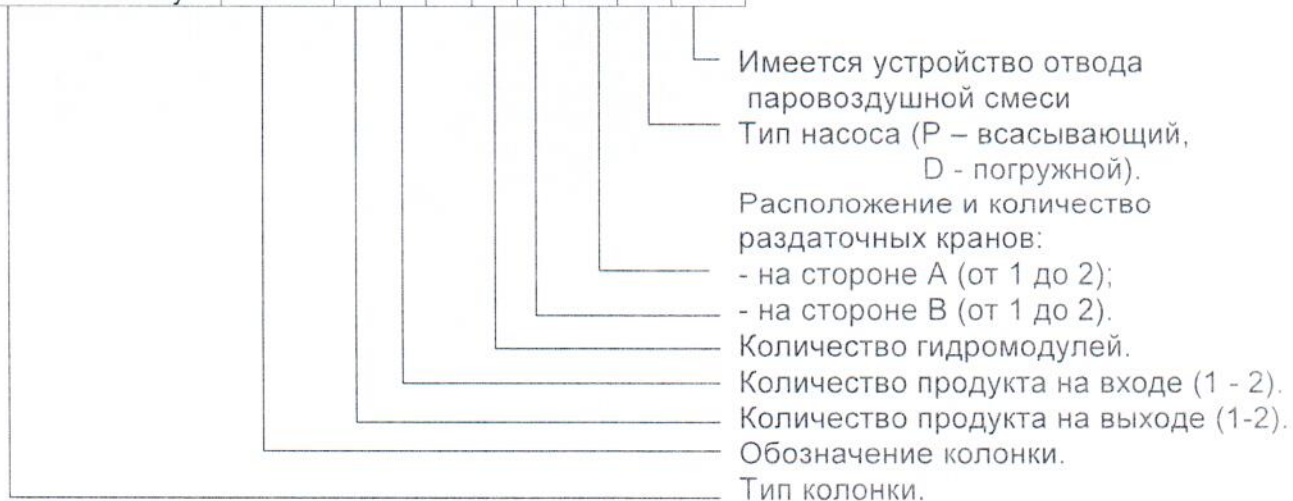 Имеется устройство отвода
паровоздушной смеси
Тип насоса (P – всасывающий,
D - погружной).
Расположение и количество
раздаточных кранов:
- на стороне А (от 1 до 2);
- на стороне В (от 1 до 2).
Количество гидромодулей.
Количество продукта на входе (1 - 2).
Количество продукта на выходе (1-2).
Обозначение колонки.
Тип колонки.